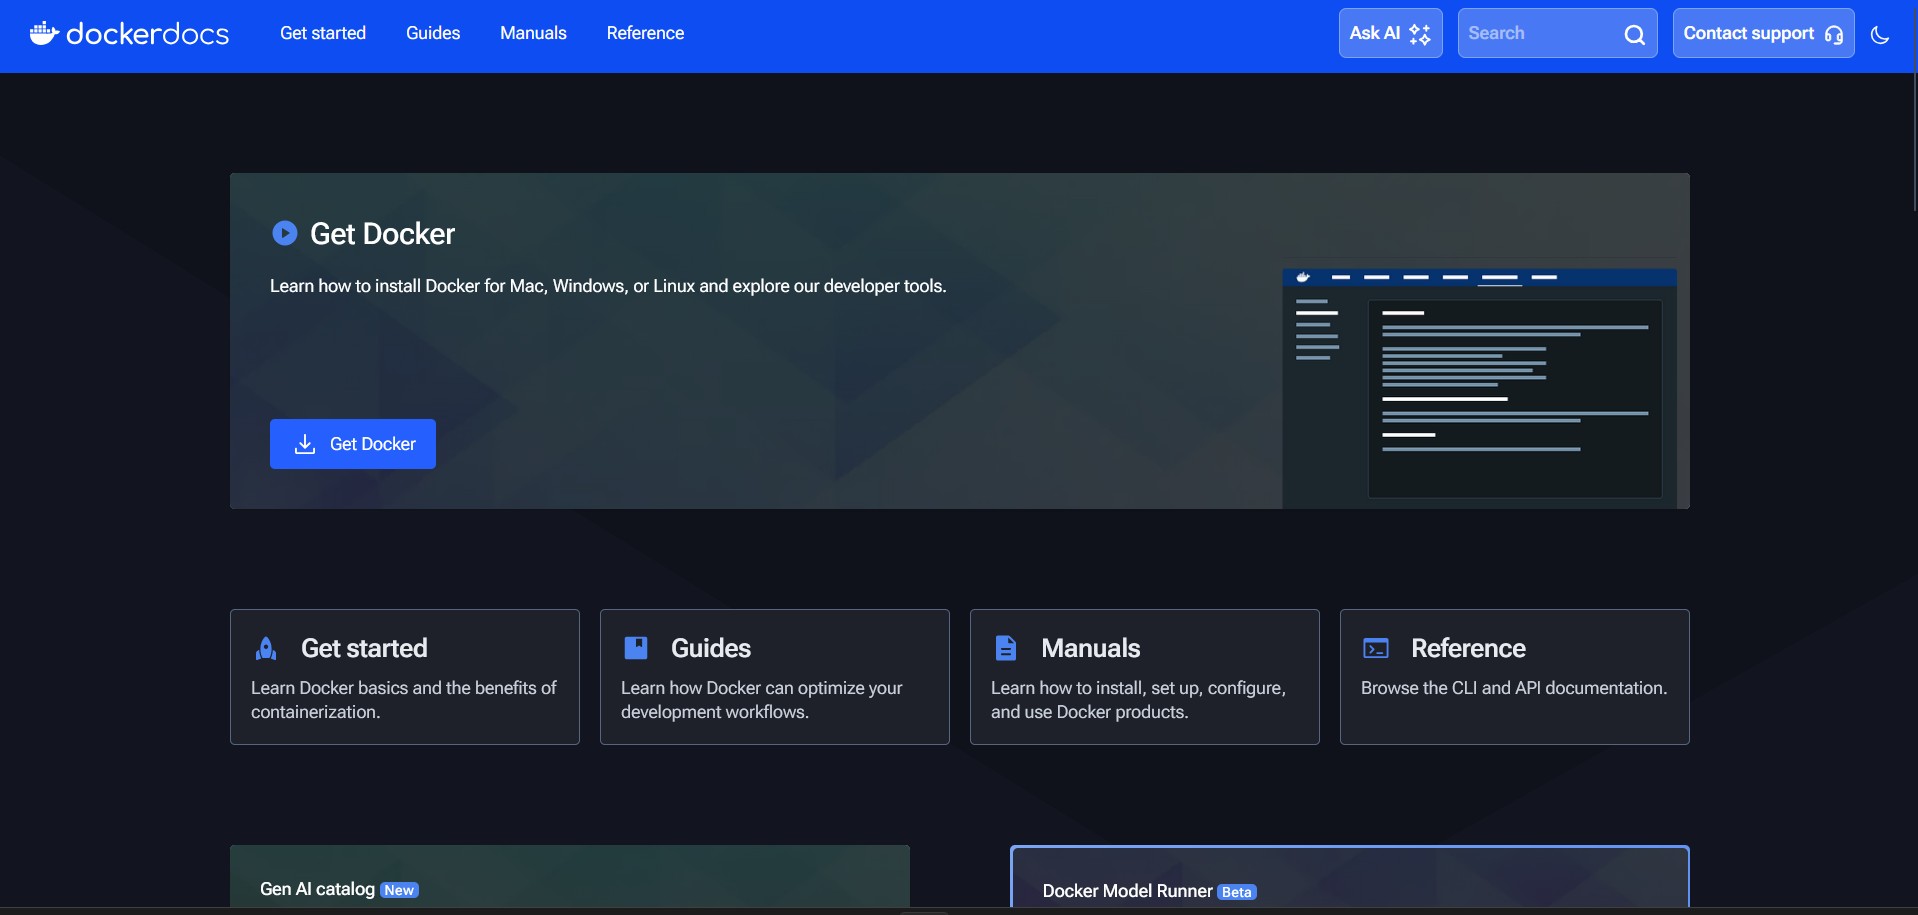 dockerdocs
Get started
Guides
Manuals
Reference
Ask AI
Search
Contact support
Get Docker
Learn how to install Docker for Mac, Windows, or Linux and explore our developer tools.
Get Docker
Get started
Learn Docker basics and the benefits of
containerization.
Guides
Learn how Docker can optimize your
development workflows.
Manuals
Learn how to install, set up, configure,
and use Docker products.
Reference
Browse the CLI and API documentation.
Gen AI catalog New
Docker Model Runner Beta